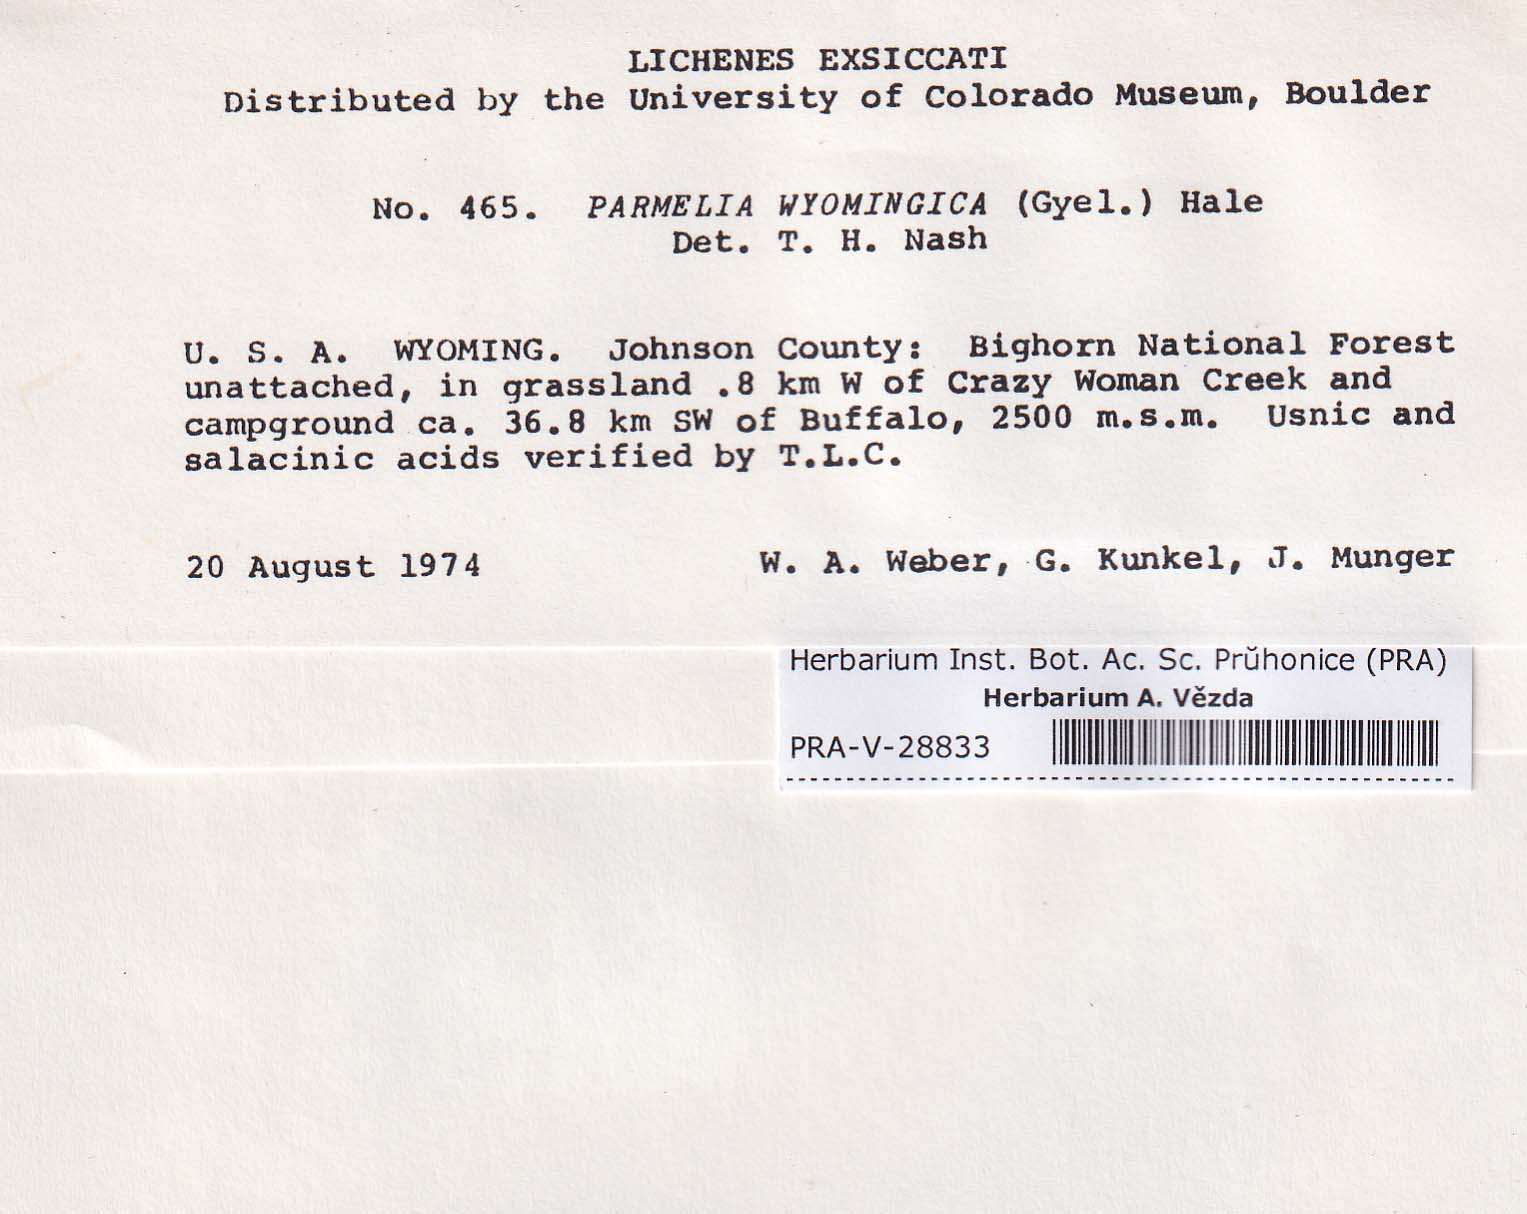 LICHENES EXSICCATI
Distributed by the University of Colorado Museum, Boulder
No. 465. PARMELIA WYOMINGICA (Gyel.) Hale
Det. T. H. Nash
U. S. A. WYOMING. Johnson County: Bighorn National Forest
unattached, in grassland .8 km W of Crazy Woman Creek and
campground ca. 36.8 km SW of Buffalo, 2500 m.s.m. Usnic and
salacinic acids verified by T.L.C.
20 August 1974 W. A. Weber, G. Kunkel, J. Munger
Herbarium Inst. Bot. Ac. Sc. Průhonice (PRA)
Herbarium A. Vězda
PRA-V-28833